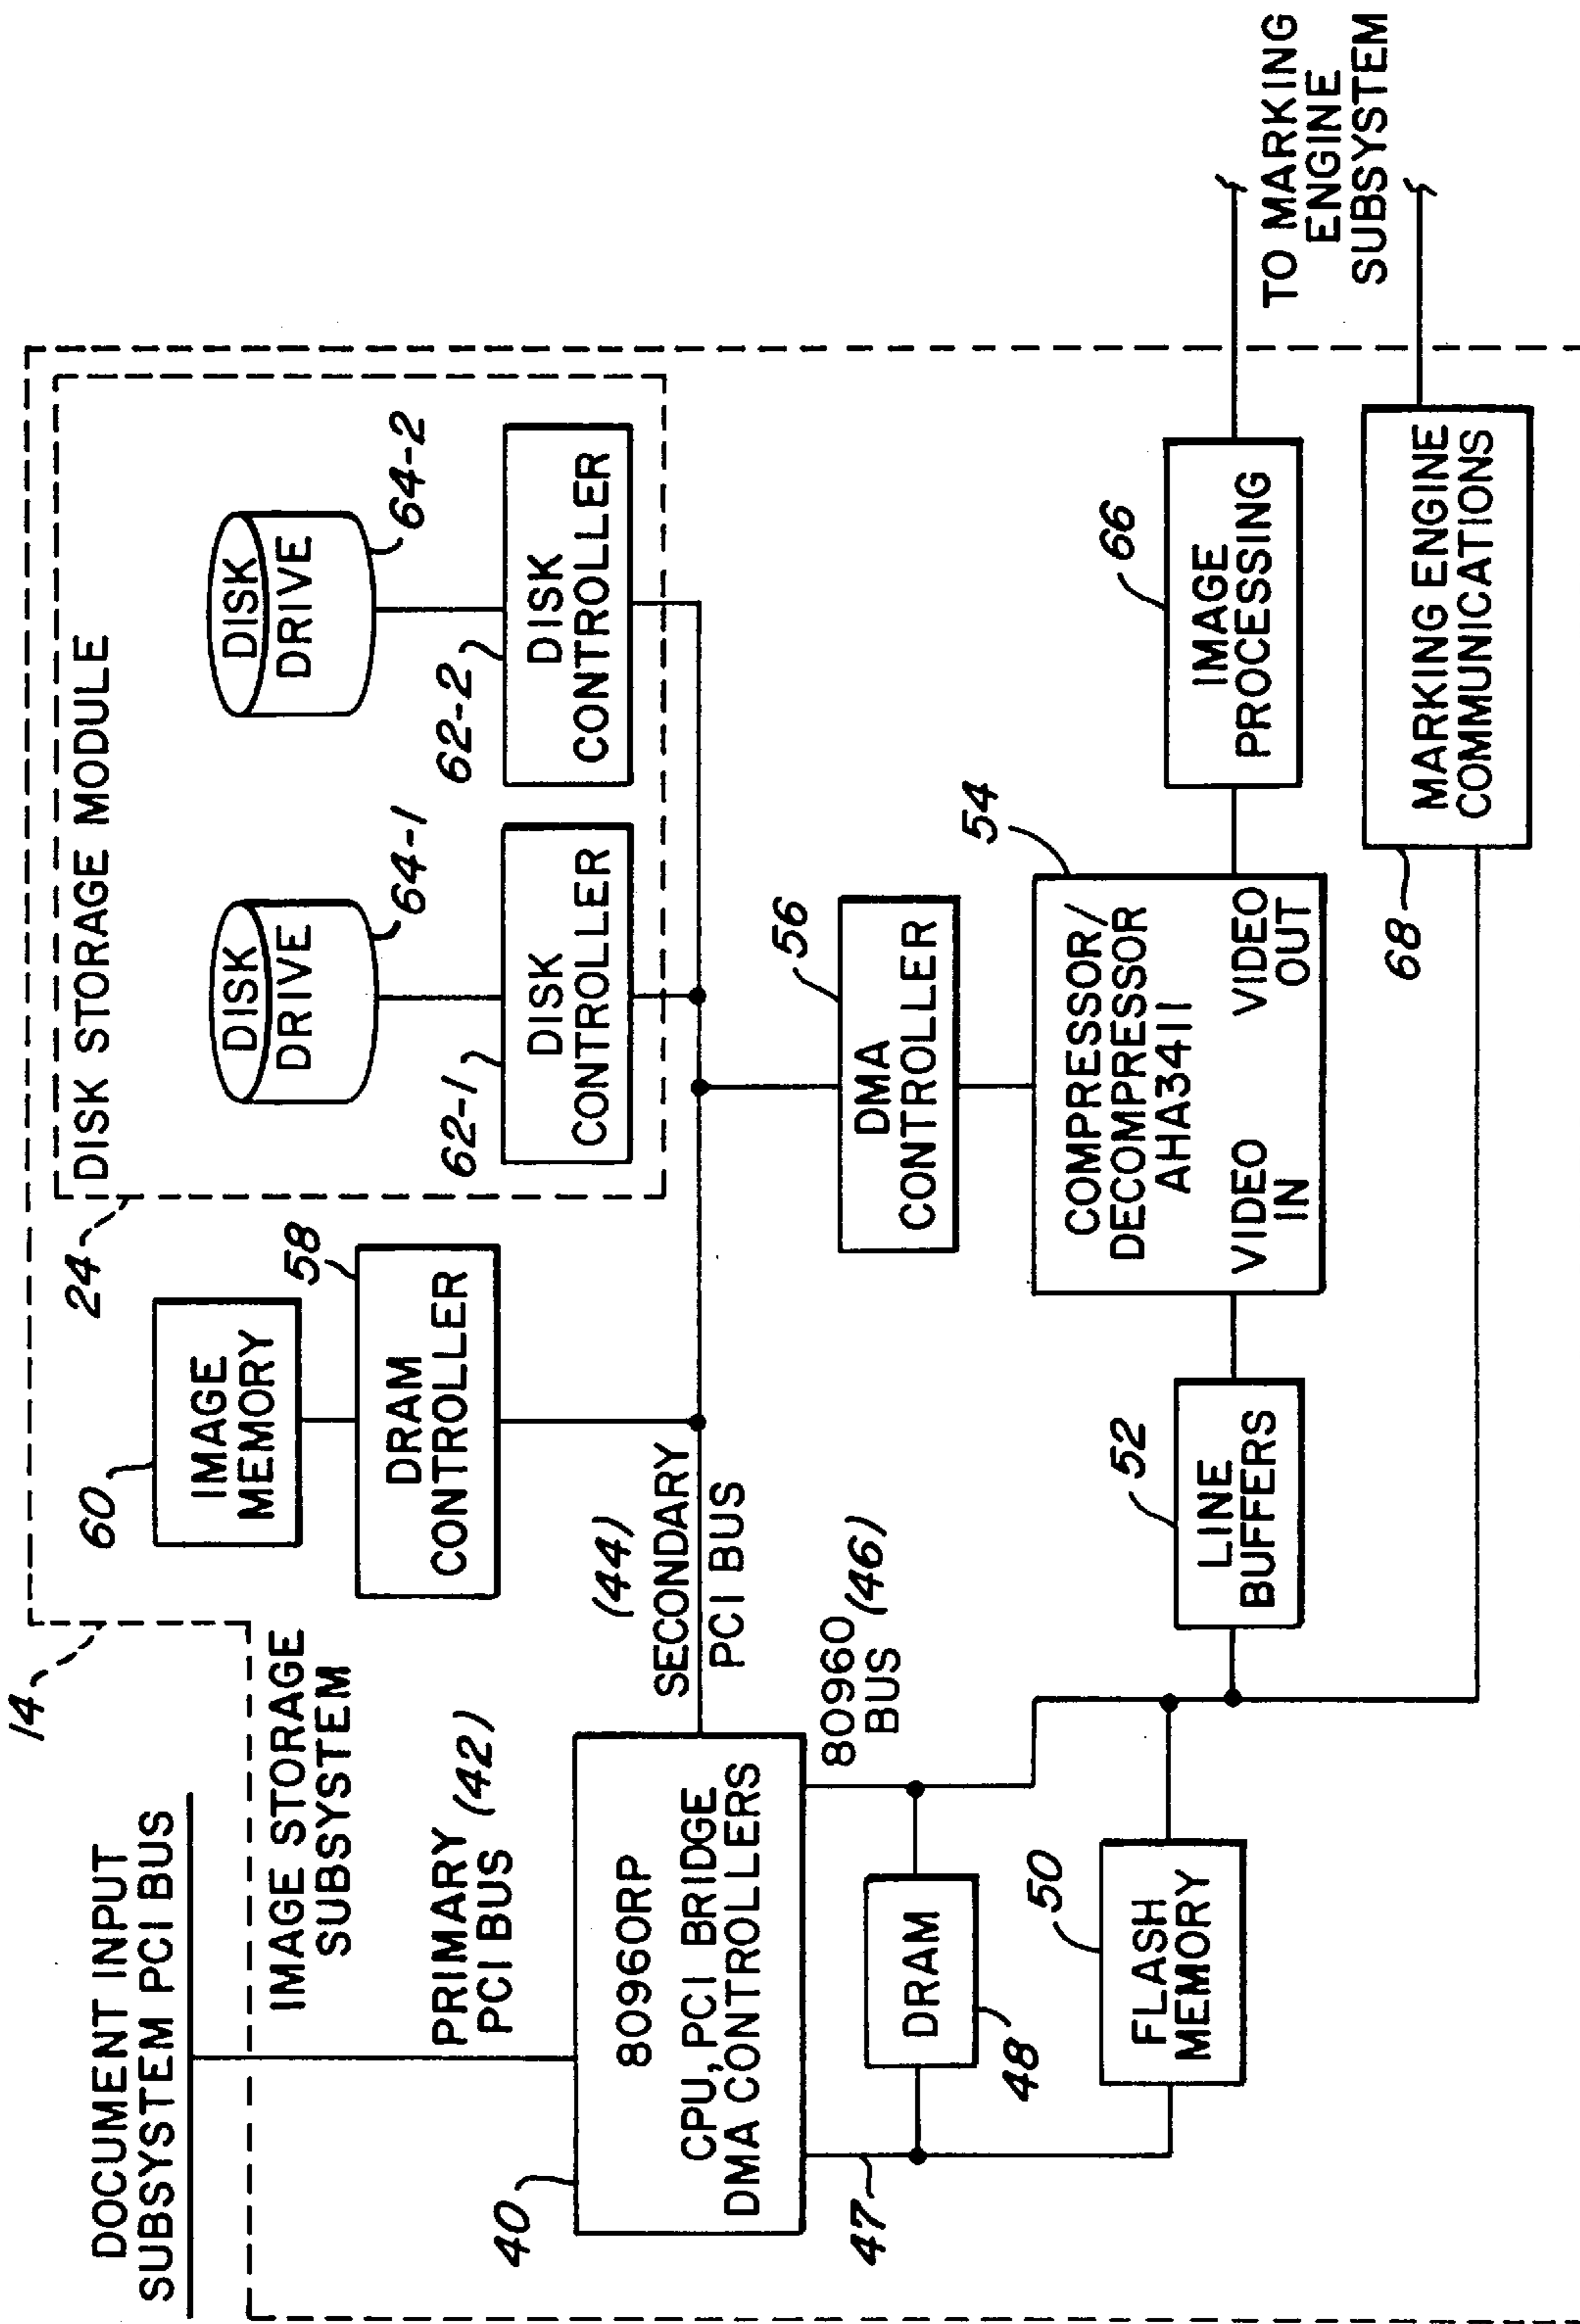 DOCUMENT INPUT
SUBSYSTEM PCI BUS
14
IMAGE STORAGE
SUBSYSTEM
PRIMARY
PCI BUS (42)
40
80960RP
CPU, PCI BRIDGE
DMA CONTROLLERS
(44)
SECONDARY
PCI BUS
80960 (46)
BUS
47
DRAM
48
50
FLASH
MEMORY
60
IMAGE
MEMORY
58
DRAM
CONTROLLER
24
DISK STORAGE MODULE
DISK
DRIVE
64-1
62-1
DISK
CONTROLLER
DISK
DRIVE
64-2
62-2
DISK
CONTROLLER
56
DMA
CONTROLLER
54
COMPRESSOR/
DECOMPRESSOR
AHA3411
VIDEO
IN
VIDEO
OUT
52
LINE
BUFFERS
66
IMAGE
PROCESSING
68
MARKING ENGINE
COMMUNICATIONS
TO MARKING
ENGINE
SUBSYSTEM